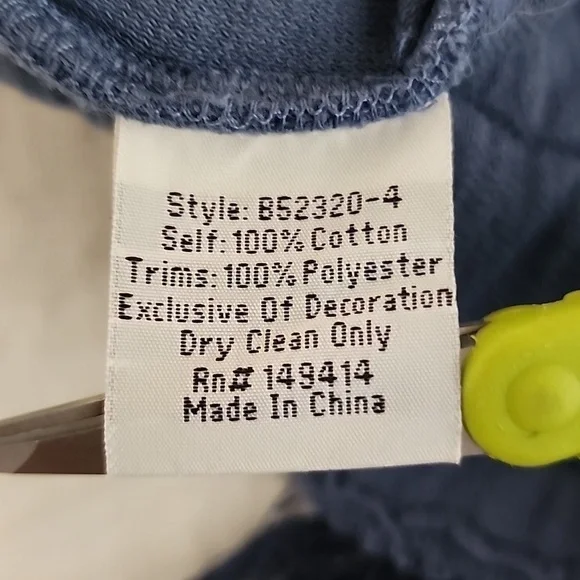 Style: B52320-4
Self: 100% Cotton
Trims: 100% Polyester
Exclusive Of Decoration
Dry Clean Only
Rn# 149414
Made In China